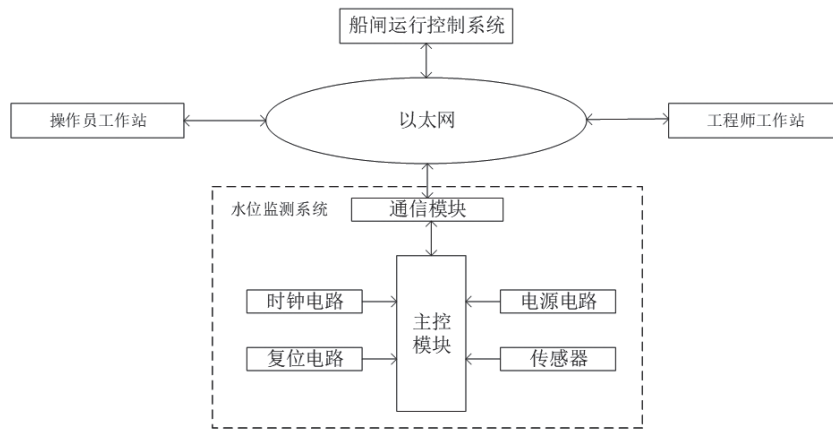 船闸运行控制系统
操作员工作站
以太网
工程师工作站
水位监测系统
通信模块
时钟电路
主控
模块
电源电路
复位电路
传感器